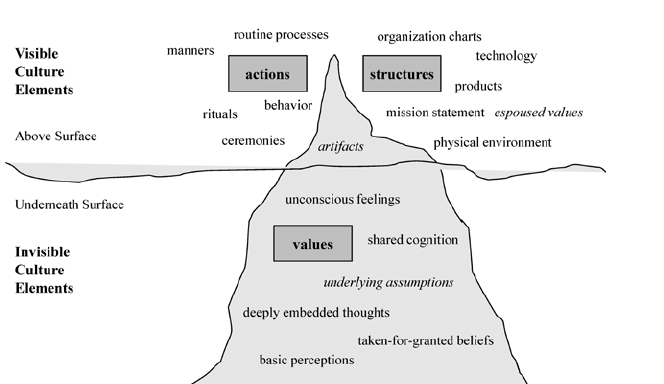 routine processes
organization charts
manners
technology
Visible
Culture
Elements
actions
structures
products
behavior
rituals
mission statement
espoused values
Above Surface
ceremonies
artifacts
physical environment
Underneath Surface
unconscious feelings
values
shared cognition
Invisible
Culture
Elements
underlying assumptions
deeply embedded thoughts
taken-for-granted beliefs
basic perceptions